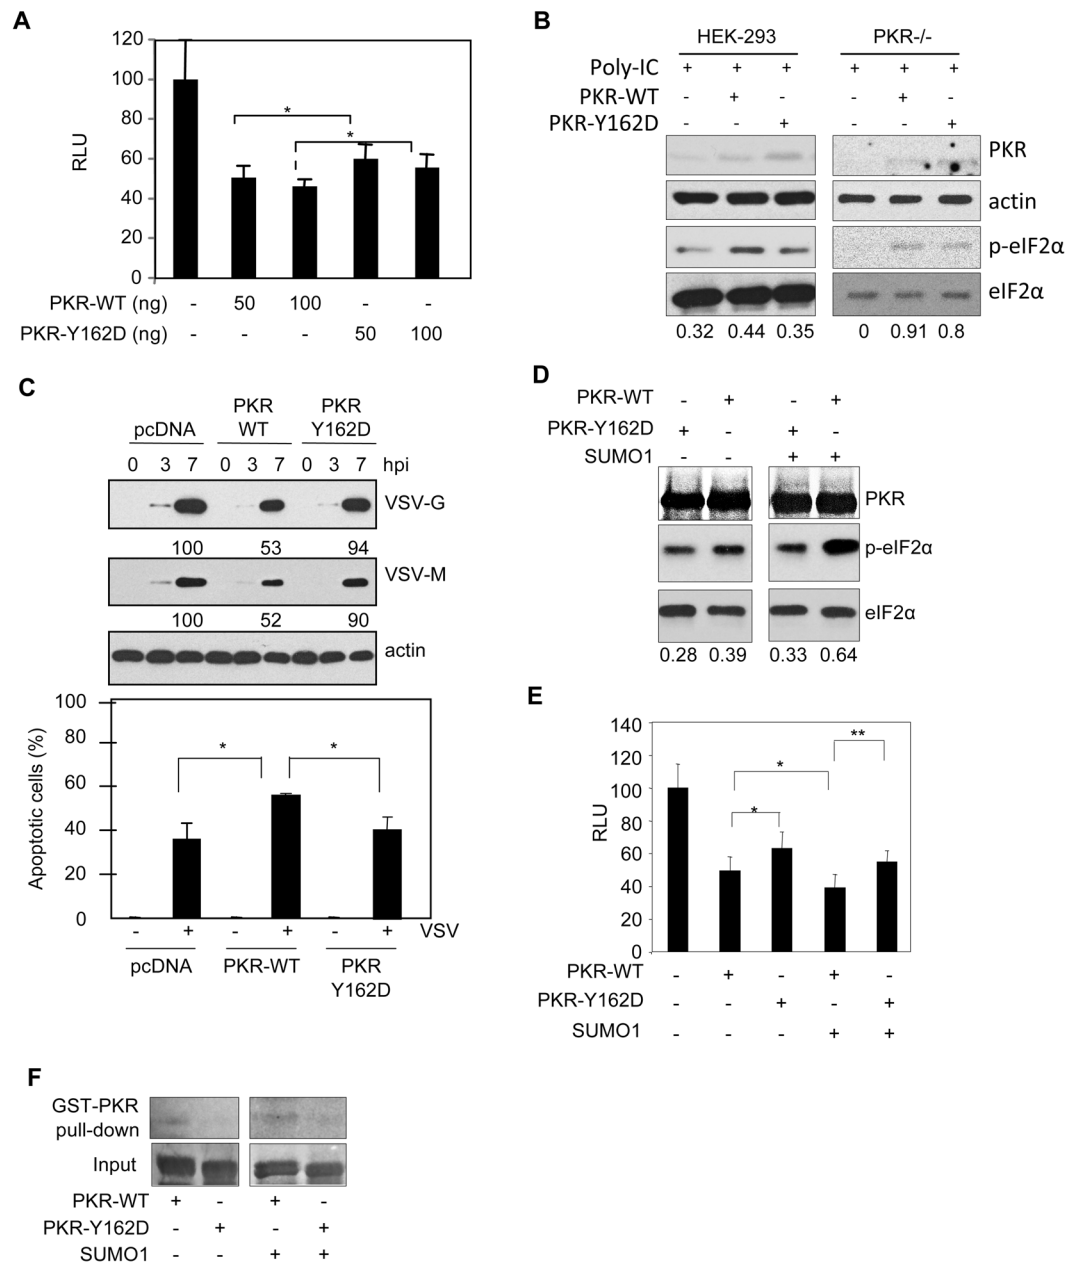 A
120
100
80
60
40
20
0
RLU
*
*
PKR-WT (ng) - 50 100 - -
PKR-Y162D (ng) - - - 50 100
B
HEK-293 PKR-/-
Poly-IC + + + + + +
PKR-WT - + - - + -
PKR-Y162D - - + - - +
PKR
actin
p-eIF2α
eIF2α
0.32 0.44 0.35 0 0.91 0.8
C
pcDNA PKR WT PKR Y162D
0 3 7 0 3 7 0 3 7 hpi
VSV-G
100 53 94
VSV-M
100 52 90
actin
100
80
60
40
20
0
Apoptotic cells (%)
* *
- + - + - + VSV
pcDNA PKR-WT PKR
Y162D
D
PKR-WT - + - +
PKR-Y162D + - + -
SUMO1 - - + +
PKR
p-eIF2α
eIF2α
0.28 0.39 0.33 0.64
E
140
120
100
80
60
40
20
0
RLU
**
*
*
PKR-WT - + - + -
PKR-Y162D - - + - +
SUMO1 - - - + +
F
GST-PKR
pull-down
Input
PKR-WT + - + -
PKR-Y162D - + - +
SUMO1 - - + +